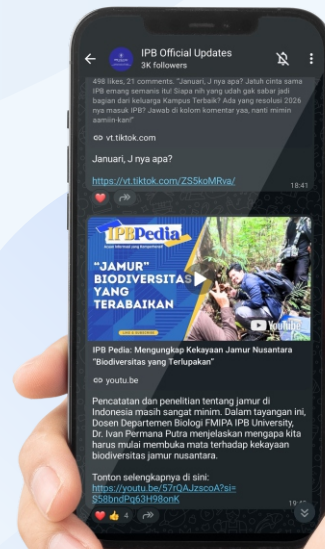 IPB Official Updates
3K followers
498 likes, 21 comments. "Januari, J nya apa? Jatuh cinta sama
IPB emang semanis itu! Siapa nih yang udah gak sabar jadi
bagian dari keluarga Kampus Terbaik? Ada yang resolusi 2026
nya masuk IPB? Jawab di kolom komentar yaa, nanti mimin
aamiin kan!"
vt.tiktok.com
Januari, J nya apa?
https://vt.tiktok.com/ZS5koMRva/
18:41
IPBPedia
"JAMUR"
BIODIVERSITAS
YANG
TERABAIKAN
LIKE & SUBSCRIBE
YouTube
IPB Pedia: Mengungkap Kekayaan Jamur Nusantara
"Biodiversitas yang Terlupakan"
youtu.be
Pencatatan dan penelitian tentang jamur di
Indonesia masih sangat minim. Dalam tayangan ini,
Dosen Departemen Biologi FMIPA IPB University,
Dr. Ivan Permana Putra menjelaskan mengapa kita
harus mulai membuka mata terhadap kekayaan
biodiversitas jamur nusantara.
Tonton selengkapnya di sini:
https://youtu.be/57rQAJzscoA?si=
S58bndPq63H98onK
4